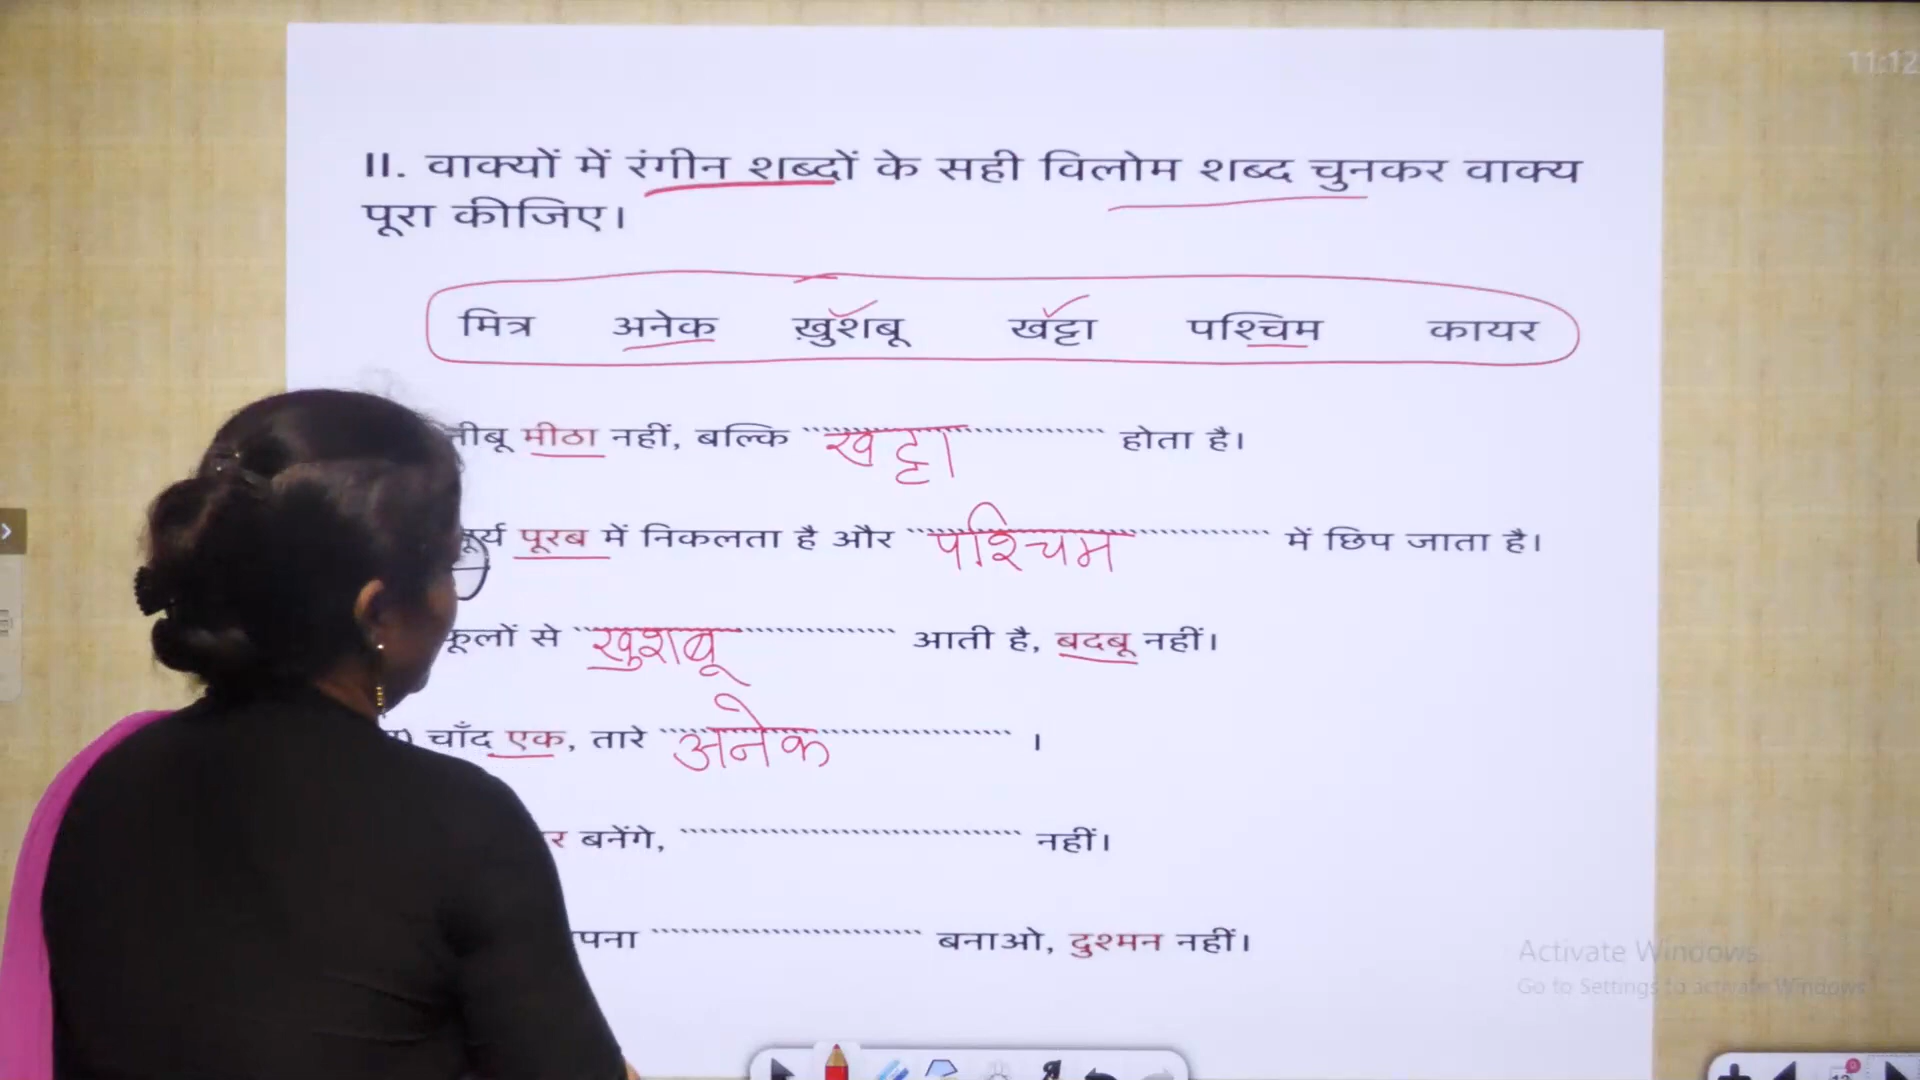 11:12
II. वाक्यों में रंगीन शब्दों के सही विलोम शब्द चुनकर वाक्य
पूरा कीजिए।
मित्र अनेक ख़ुशबू खट्टा पश्चिम कायर
मीठा नहीं, बल्कि खट्टा होता है।
पूरब में निकलता है और पश्चिम में छिप जाता है।
फूलों से खुशबू आती है, बदबू नहीं।
चाँद एक, तारे अनेक ।
बनेंगे, नहीं।
बनाओ, दुश्मन नहीं।
Activate Windows
Go to Settings to activate Windows